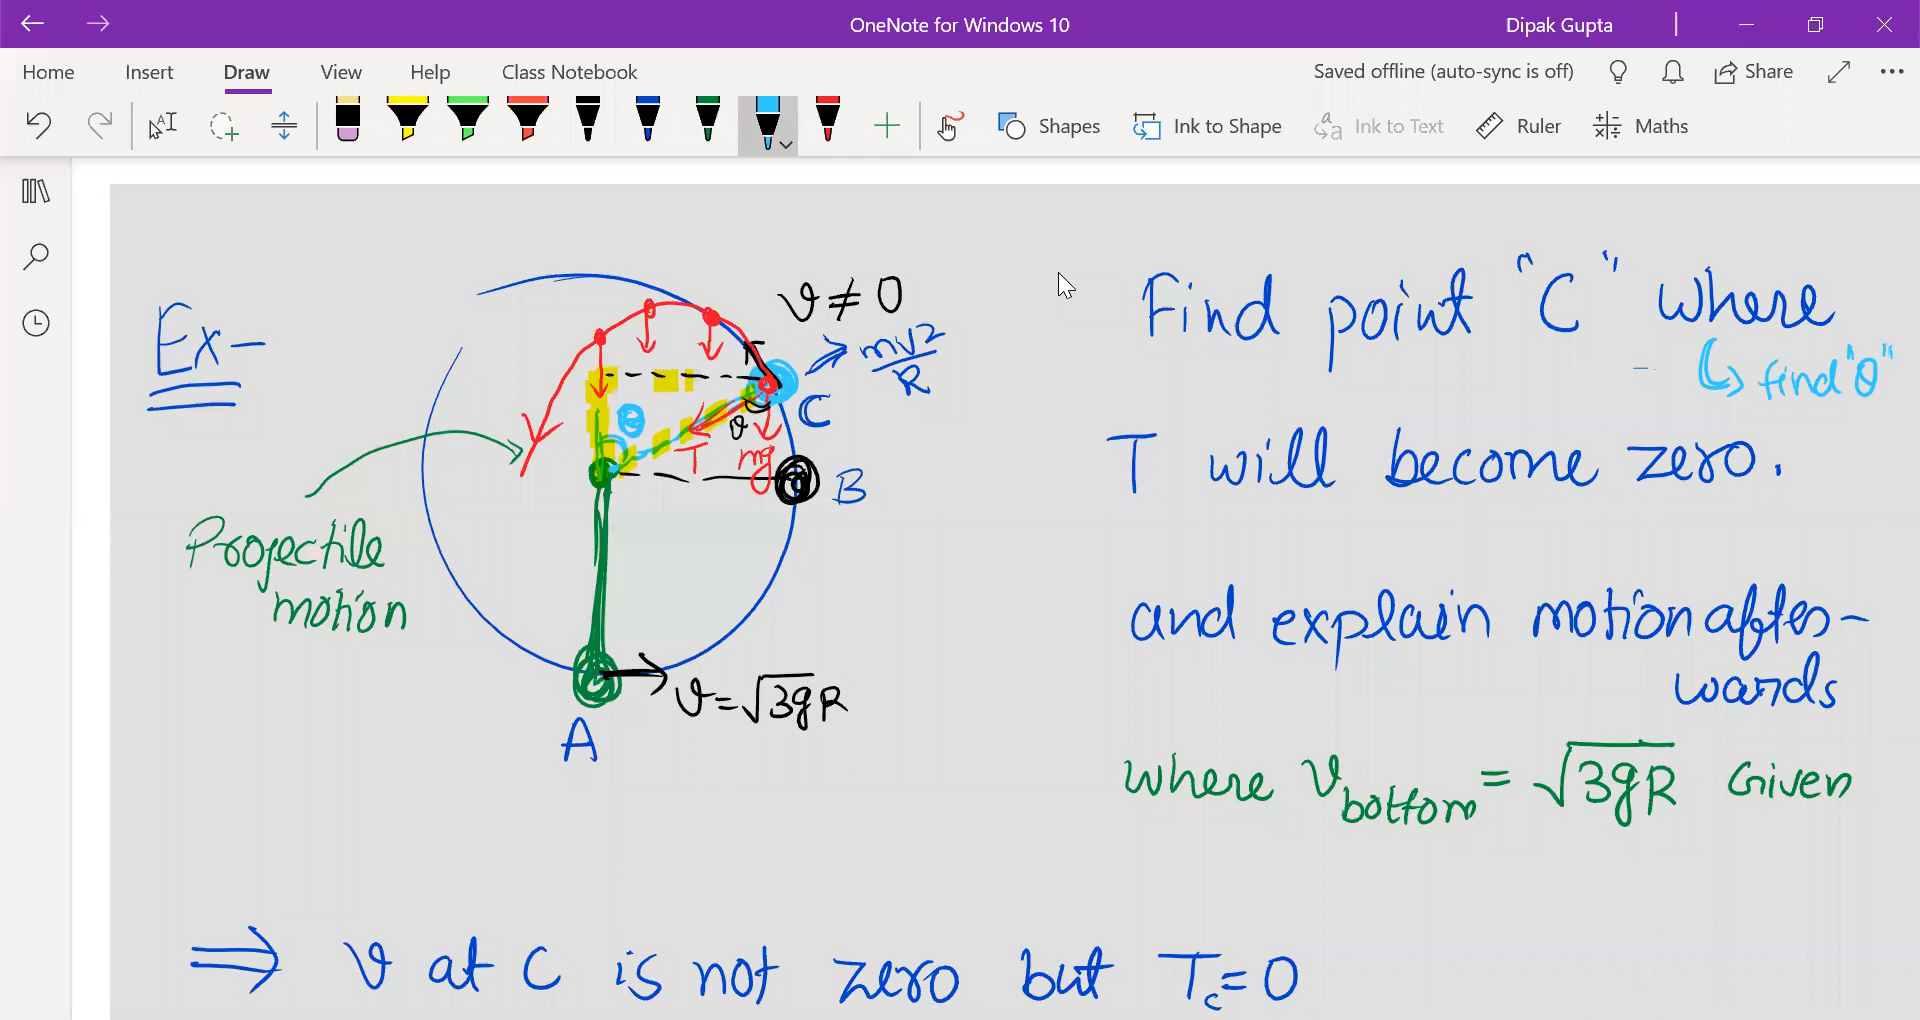 OneNote for Windows 10
Dipak Gupta
Home Insert Draw View Help Class Notebook
Saved offline (auto-sync is off) Share
Shapes Ink to Shape Ink to Text Ruler Maths
Ex-
v ≠ 0
mv²/R
C
θ
θ
T
mg
B
Projectile
motion
v = √3gR
A
Find point "C" where
↳ find "θ"
T will become zero.
and explain motion after-
wards
where v bottom = √3gR Given
⇒ v at C is not zero but Tc = 0